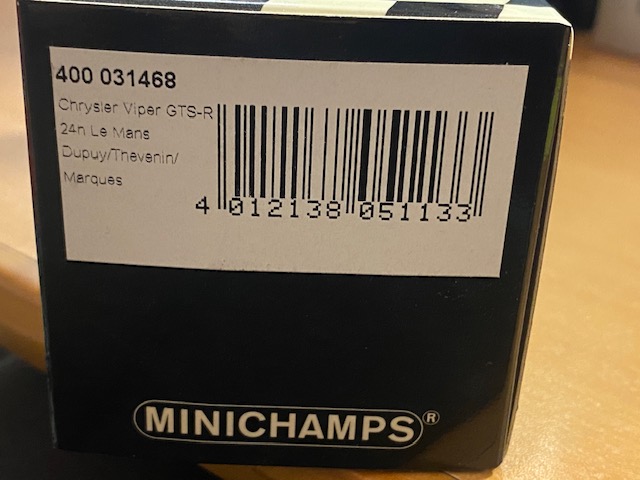 400 031468
Chrysler Viper GTS-R
24h Le Mans
Dupuy/Thevenin/
Marques
4 012138 051133
MINICHAMPS®